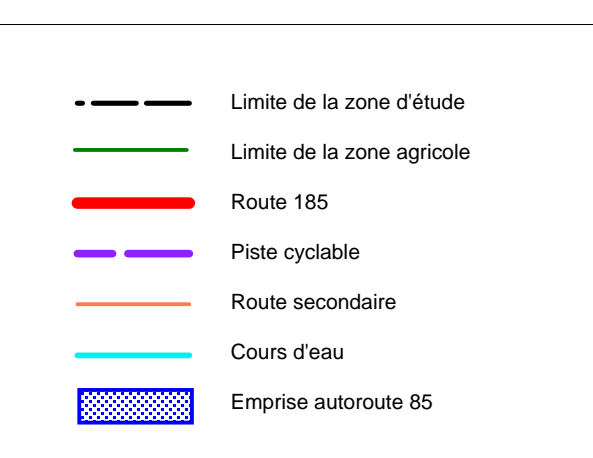 Limite de la zone d'étude
Limite de la zone agricole
Route 185
Piste cyclable
Route secondaire
Cours d'eau
Emprise autoroute 85